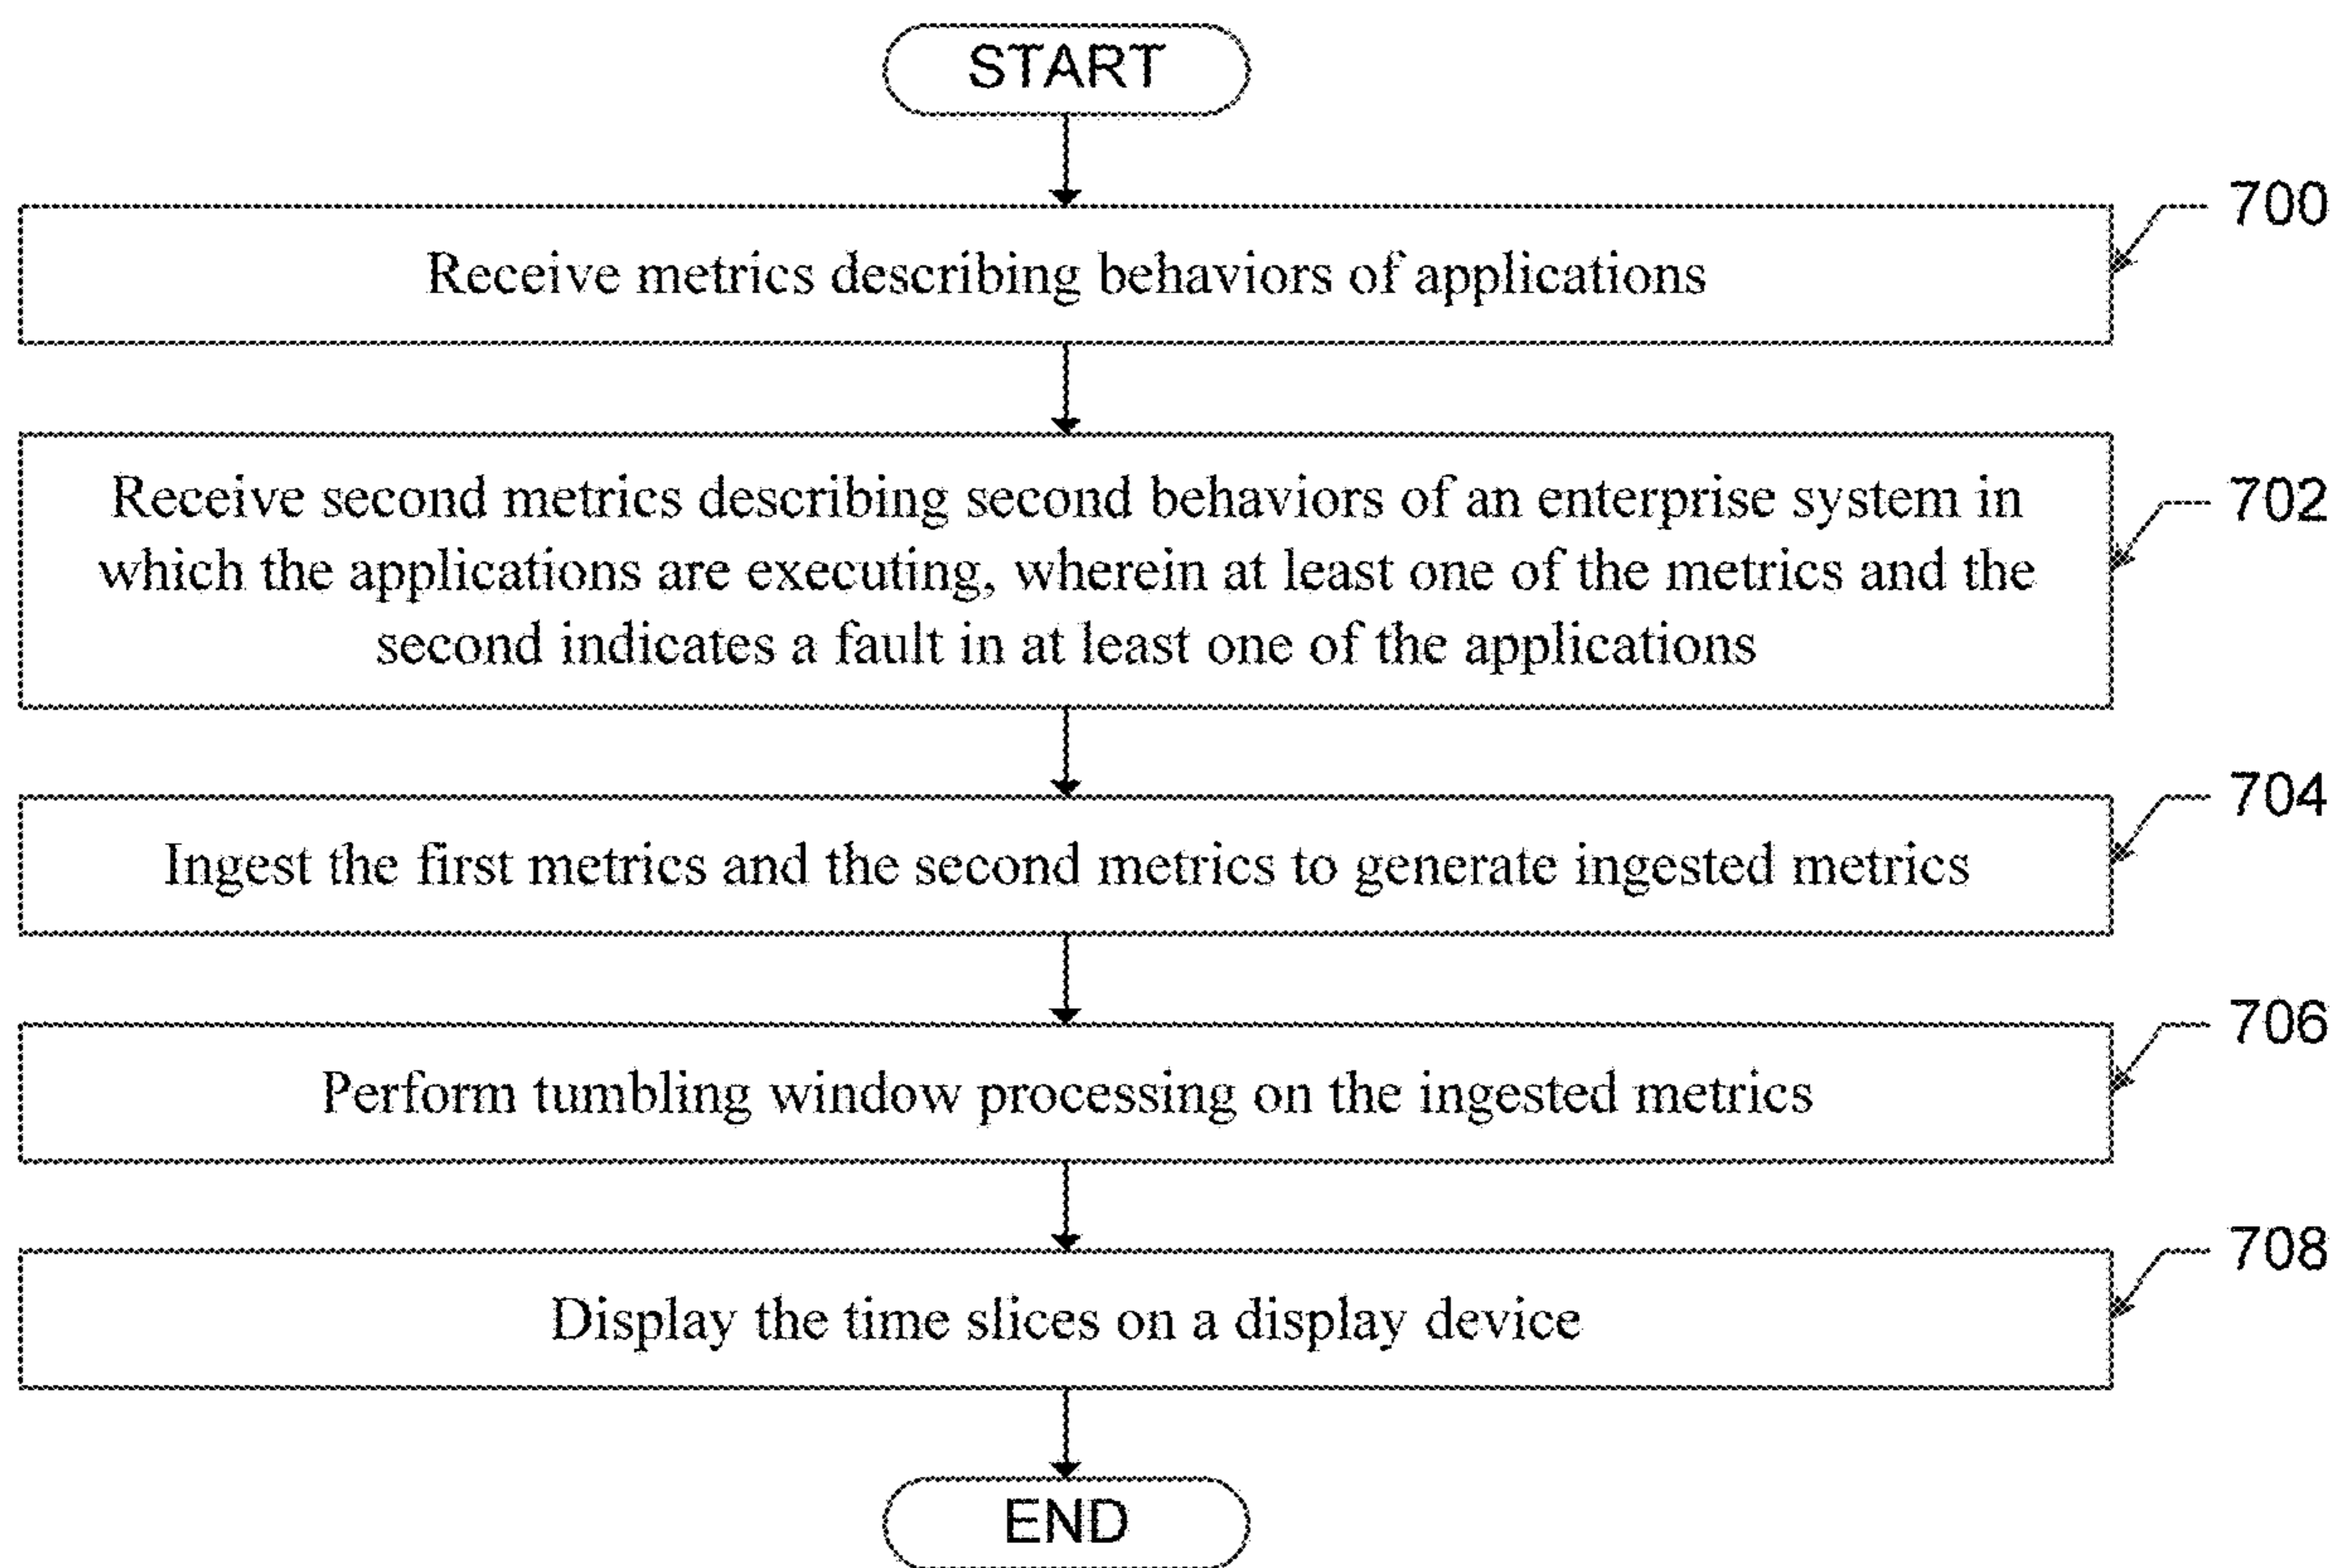 START
700
Receive metrics describing behaviors of applications
702
Receive second metrics describing second behaviors of an enterprise system in
which the applications are executing, wherein at least one of the metrics and the
second indicates a fault in at least one of the applications
704
Ingest the first metrics and the second metrics to generate ingested metrics
706
Perform tumbling window processing on the ingested metrics
708
Display the time slices on a display device
END